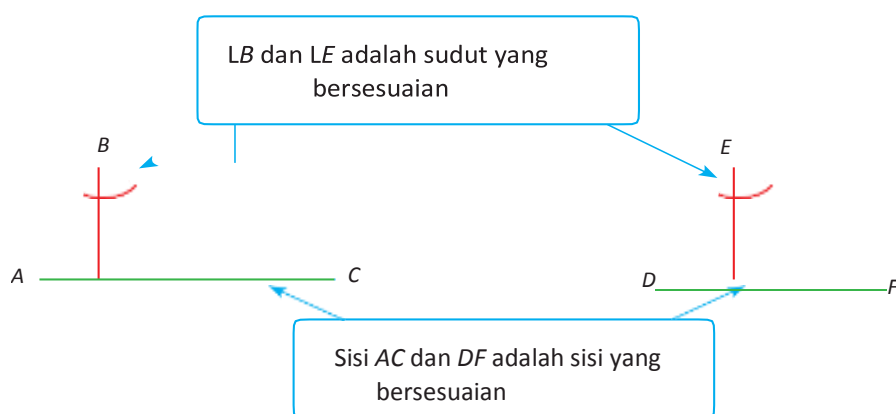 LB dan LE adalah sudut yang
bersesuaian
B
E
A
C
D
F
Sisi AC dan DF adalah sisi yang
bersesuaian